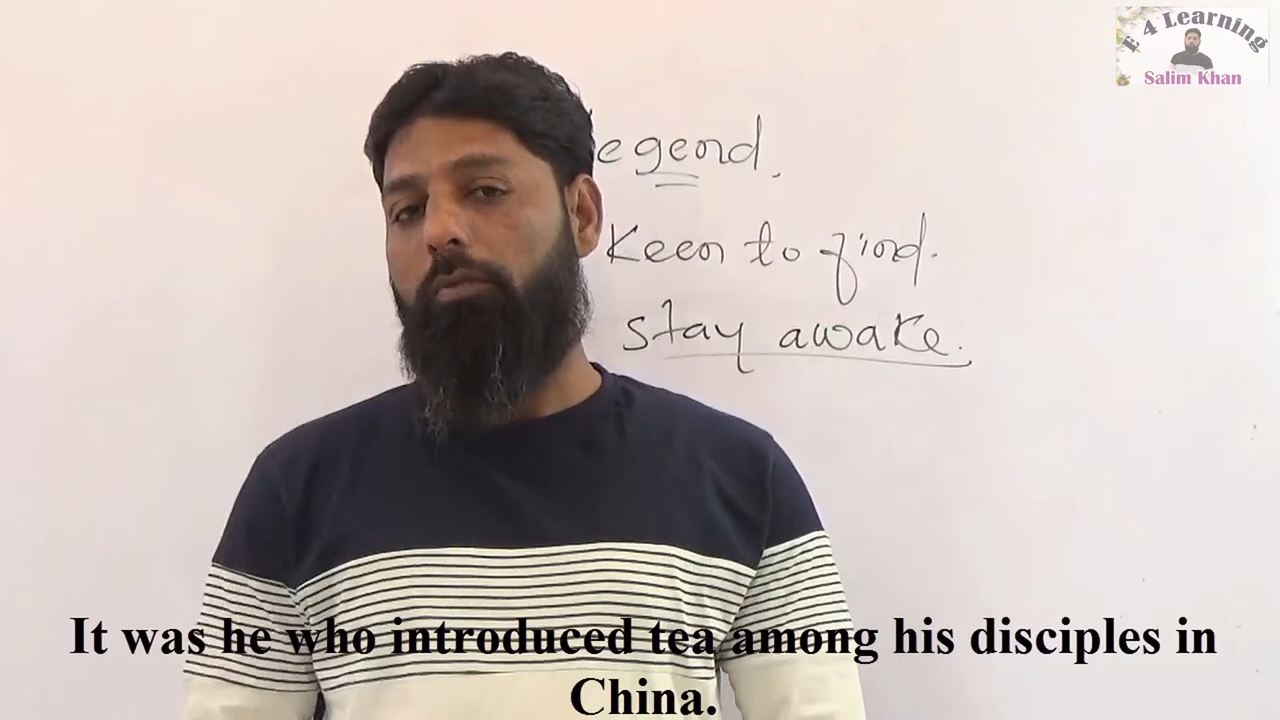 E 4 Learning
Salim Khan
egend.
Keen to find.
stay awake.
It was he who introduced tea among his disciples in
China.